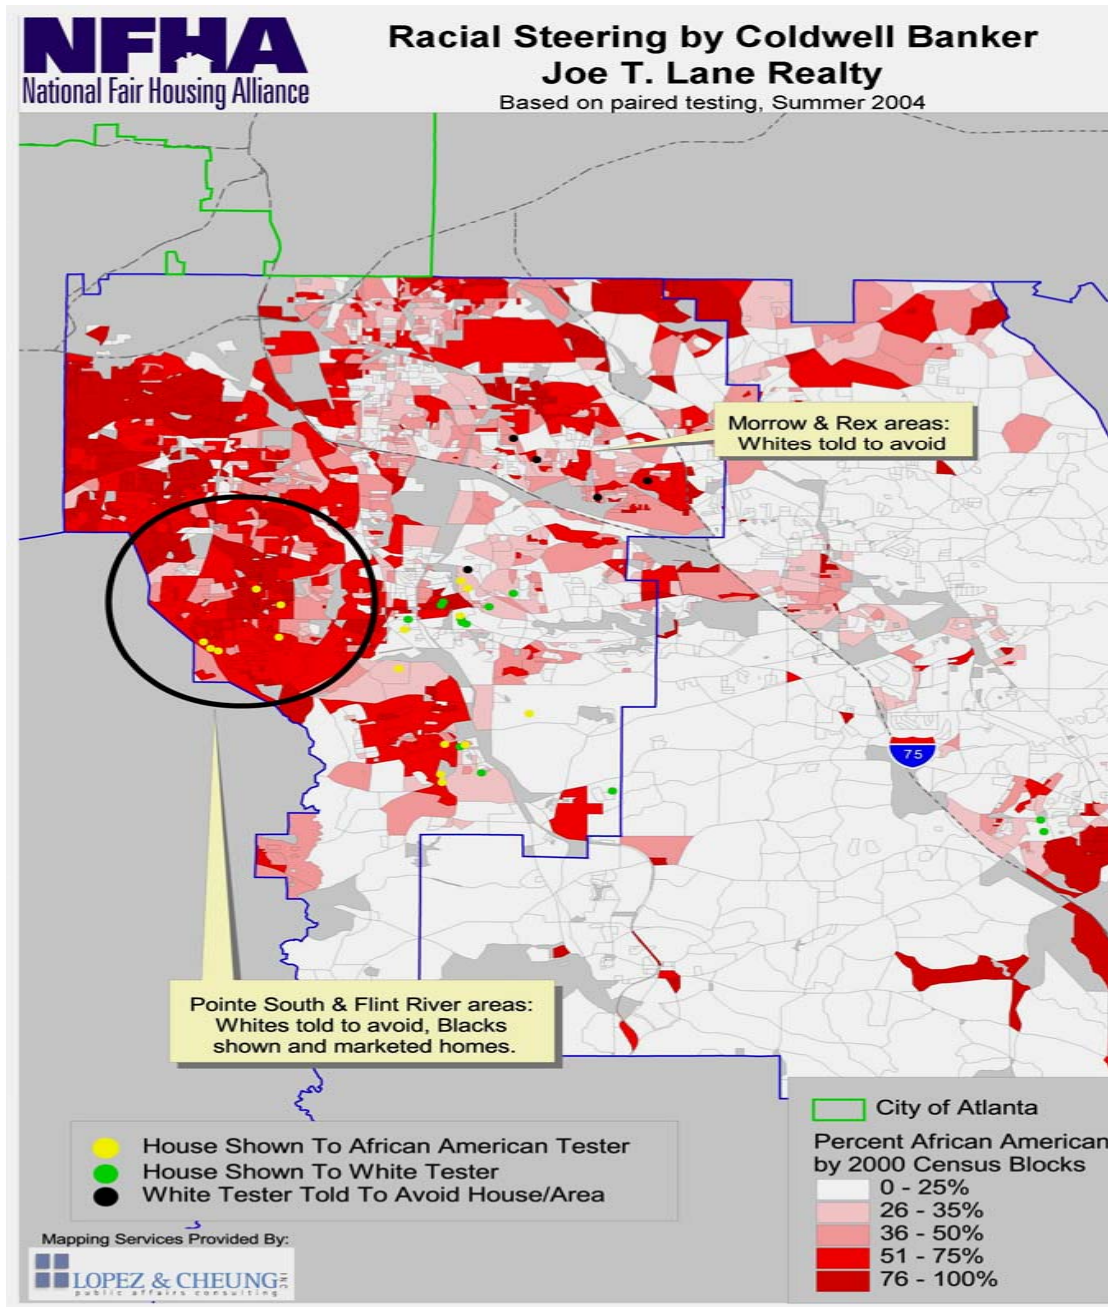 NFHA
National Fair Housing Alliance
Racial Steering by Coldwell Banker
Joe T. Lane Realty
Based on paired testing, Summer 2004
Morrow & Rex areas:
Whites told to avoid
75
Pointe South & Flint River areas:
Whites told to avoid, Blacks
shown and marketed homes.
House Shown To African American Tester
House Shown To White Tester
White Tester Told To Avoid House/Area
City of Atlanta
Percent African American
by 2000 Census Blocks
0 - 25%
26 - 35%
36 - 50%
51 - 75%
76 - 100%
Mapping Services Provided By:
LOPEZ & CHEUNG INC
public affairs consulting